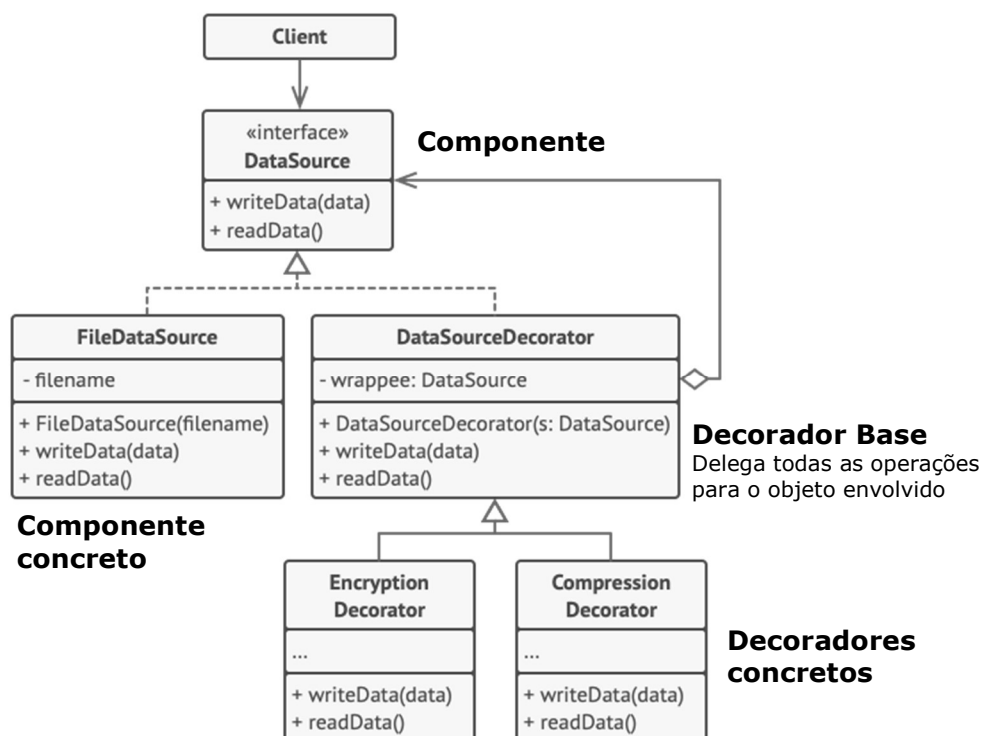 Client
«interface»
DataSource
+ writeData(data)
+ readData()
Componente
FileDataSource
- filename
+ FileDataSource(filename)
+ writeData(data)
+ readData()
Componente
concreto
DataSourceDecorator
- wrappee: DataSource
+ DataSourceDecorator(s: DataSource)
+ writeData(data)
+ readData()
Decorador Base
Delega todas as operações
para o objeto envolvido
Encryption
Decorator
...
+ writeData(data)
+ readData()
Compression
Decorator
...
+ writeData(data)
+ readData()
Decoradores
concretos